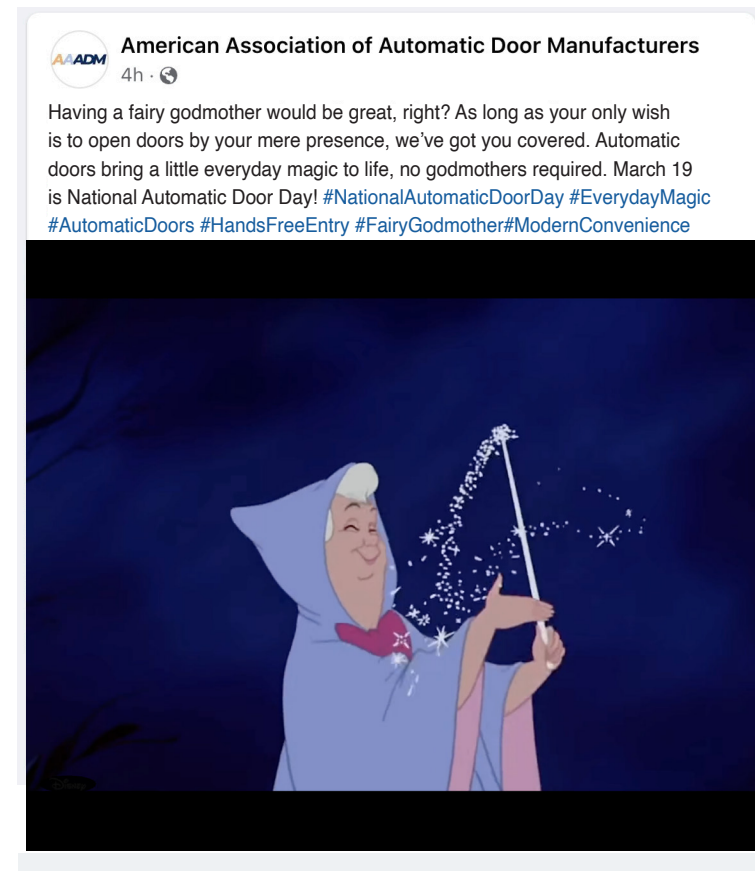 AAADM
American Association of Automatic Door Manufacturers
4h ·
Having a fairy godmother would be great, right? As long as your only wish
is to open doors by your mere presence, we’ve got you covered. Automatic
doors bring a little everyday magic to life, no godmothers required. March 19
is National Automatic Door Day! #NationalAutomaticDoorDay #EverydayMagic
#AutomaticDoors #HandsFreeEntry #FairyGodmother#ModernConvenience
Disney